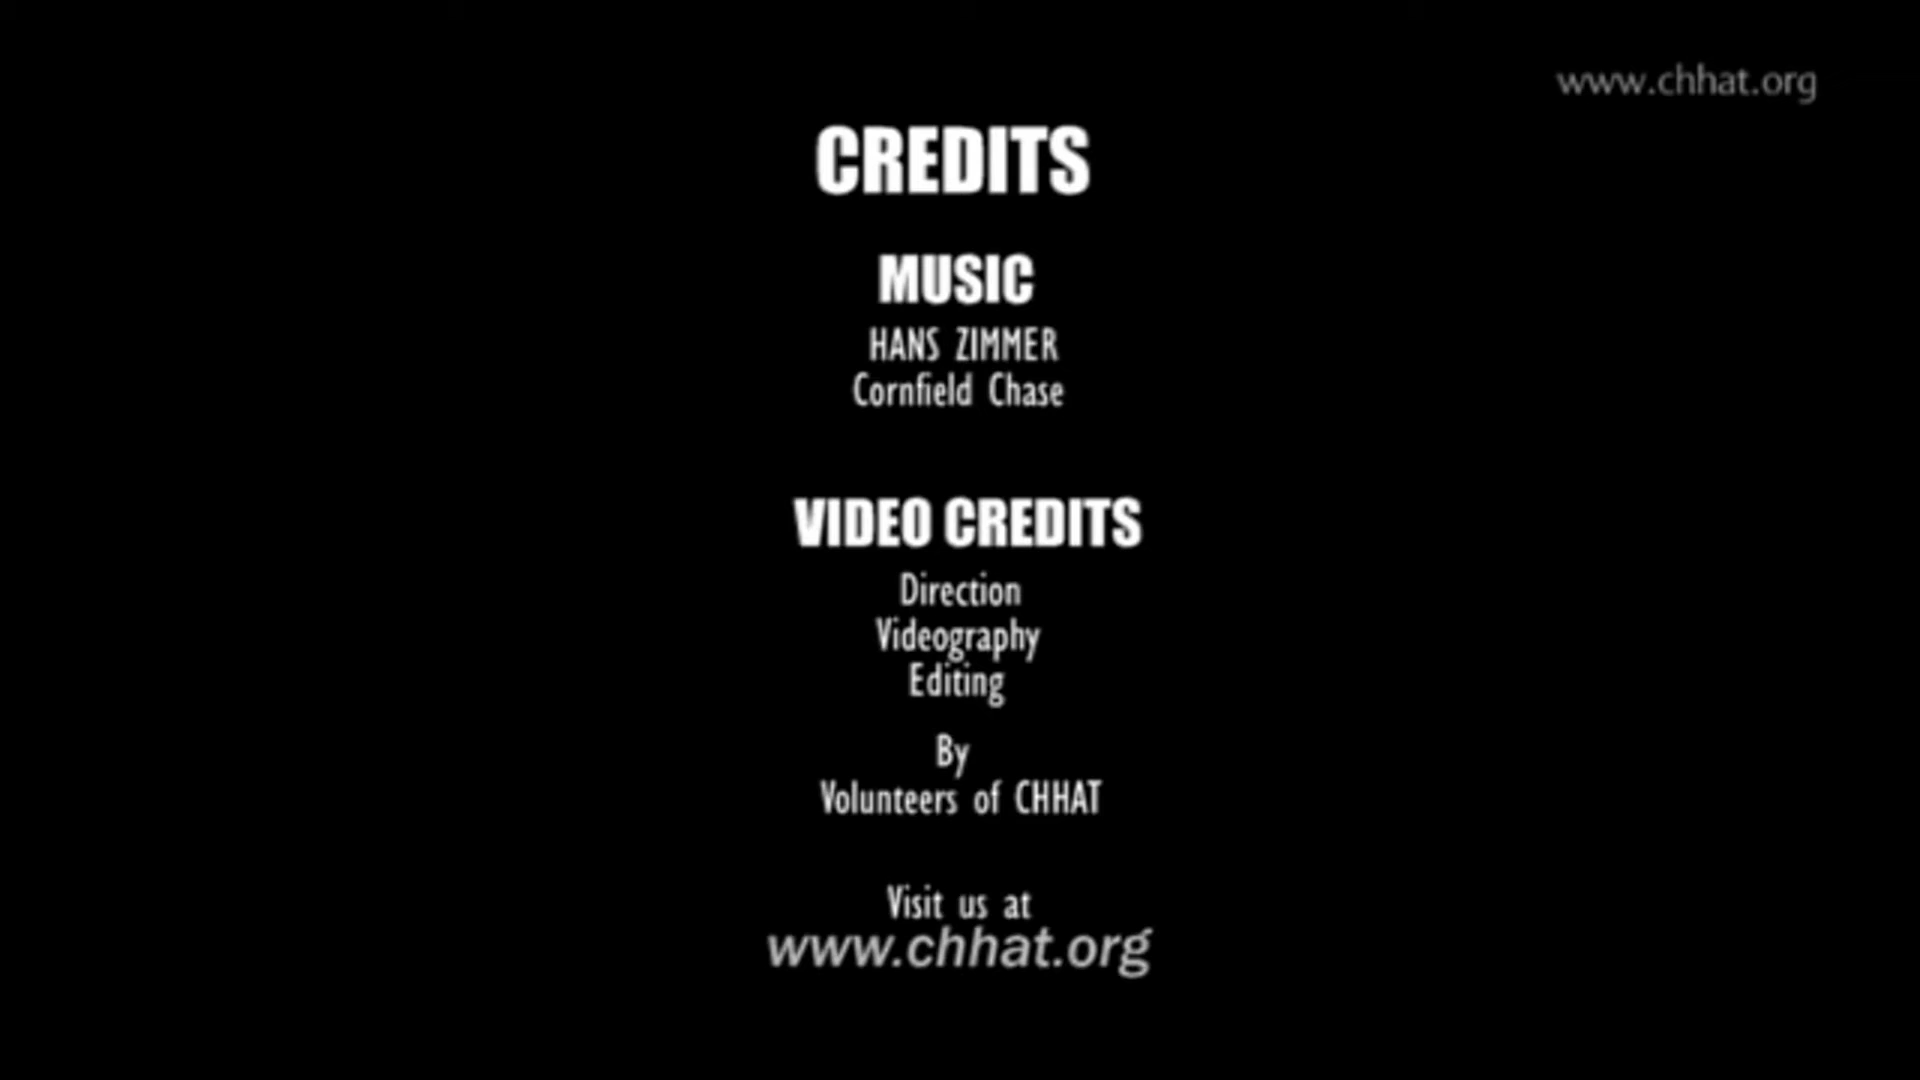 www.chhat.org
CREDITS
MUSIC
HANS ZIMMER
Cornfield Chase
VIDEO CREDITS
Direction
Videography
Editing
By
Volunteers of CHHAT
Visit us at
www.chhat.org